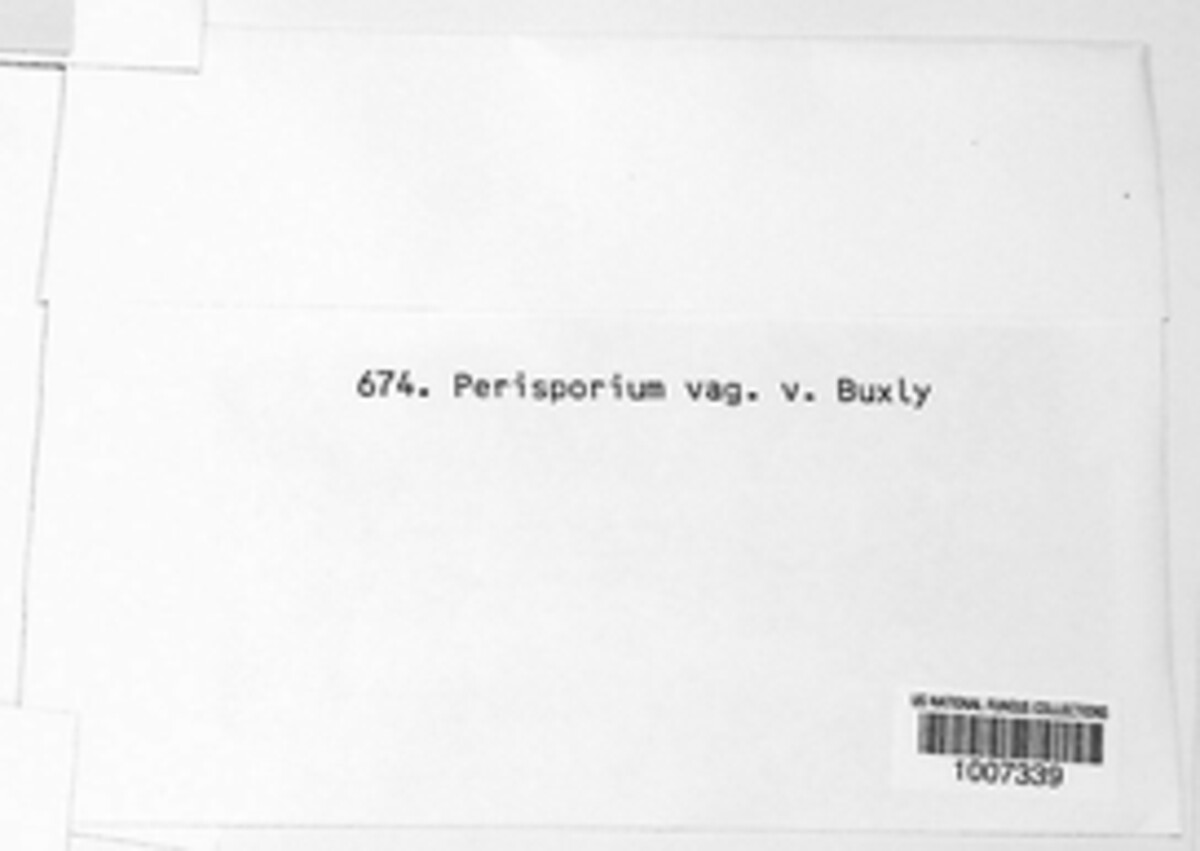 674. Perisporium vag. v. Buxly
US NATIONAL FUNGUS COLLECTIONS
1007339